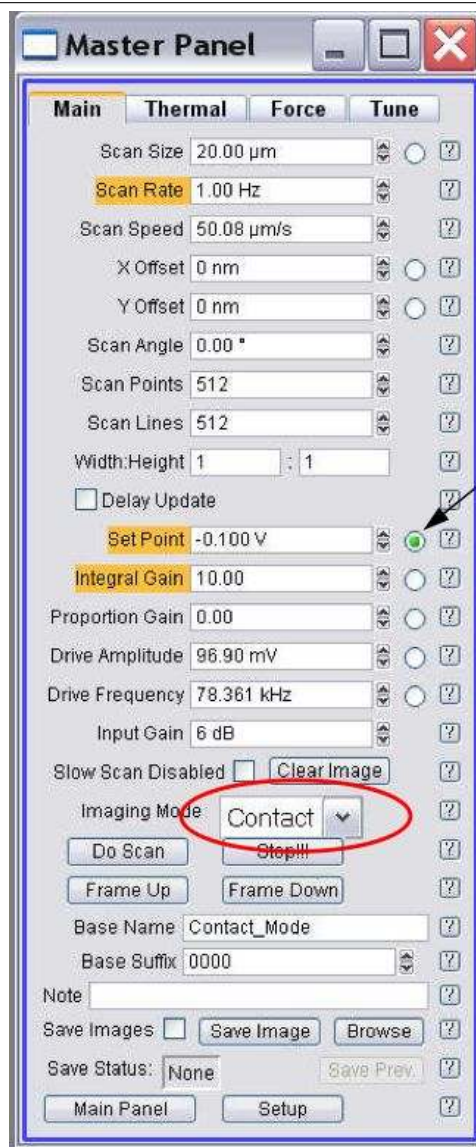 Master Panel
Main Thermal Force Tune
Scan Size 20.00 µm ?
Scan Rate 1.00 Hz ?
Scan Speed 50.08 µm/s ?
X Offset 0 nm ?
Y Offset 0 nm ?
Scan Angle 0.00 ° ?
Scan Points 512 ?
Scan Lines 512 ?
Width:Height 1 : 1 ?
Delay Update ?
Set Point -0.100 V ?
Integral Gain 10.00 ?
Proportion Gain 0.00 ?
Drive Amplitude 96.90 mV ?
Drive Frequency 78.361 kHz ?
Input Gain 6 dB ?
Slow Scan Disabled Clear Image ?
Imaging Mode Contact ?
Do Scan Stop!!! ?
Frame Up Frame Down ?
Base Name Contact_Mode ?
Base Suffix 0000 ?
Note ?
Save Images Save Image Browse ?
Save Status: None Save Prev. ?
Main Panel Setup ?